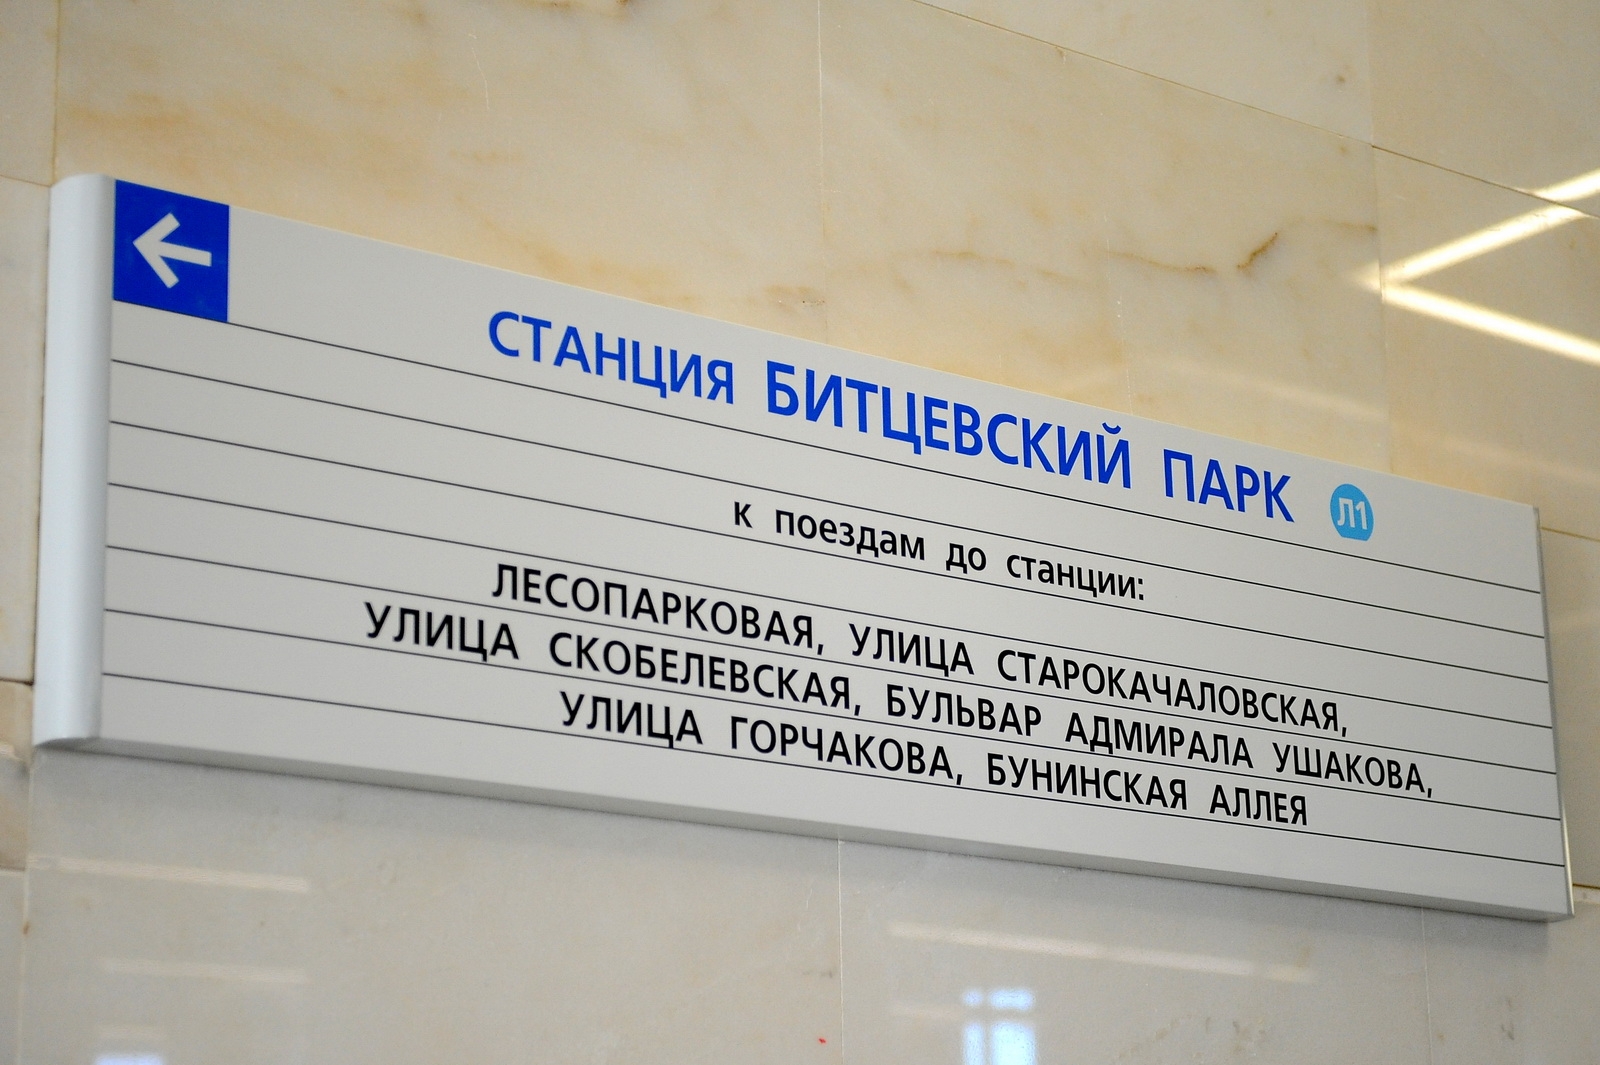 СТАНЦИЯ БИТЦЕВСКИЙ ПАРК Л1
к поездам до станции:
ЛЕСОПАРКОВАЯ, УЛИЦА СТАРОКАЧАЛОВСКАЯ,
УЛИЦА СКОБЕЛЕВСКАЯ, БУЛЬВАР АДМИРАЛА УШАКОВА,
УЛИЦА ГОРЧАКОВА, БУНИНСКАЯ АЛЛЕЯ